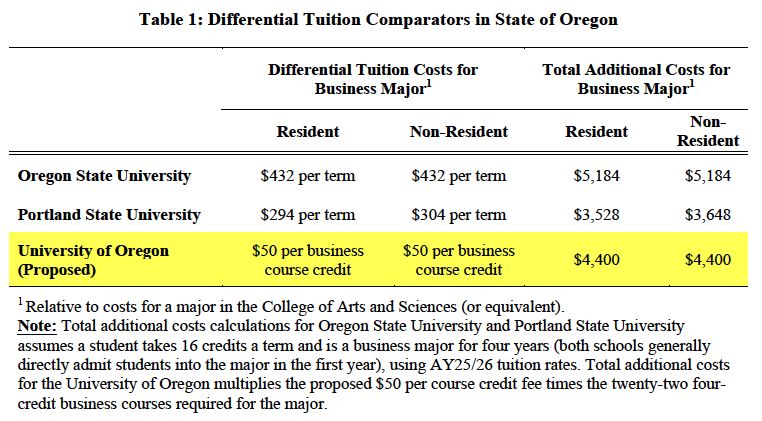 Table 1: Differential Tuition Comparators in State of Oregon
Differential Tuition Costs for Business Major1
Total Additional Costs for Business Major1
Resident Non-Resident Resident Non-Resident
Oregon State University $432 per term $432 per term $5,184 $5,184
Portland State University $294 per term $304 per term $3,528 $3,648
University of Oregon (Proposed) $50 per business course credit $50 per business course credit $4,400 $4,400
1 Relative to costs for a major in the College of Arts and Sciences (or equivalent).
Note: Total additional costs calculations for Oregon State University and Portland State University
assumes a student takes 16 credits a term and is a business major for four years (both schools generally
directly admit students into the major in the first year), using AY25/26 tuition rates. Total additional costs
for the University of Oregon multiplies the proposed $50 per course credit fee times the twenty-two four-
credit business courses required for the major.